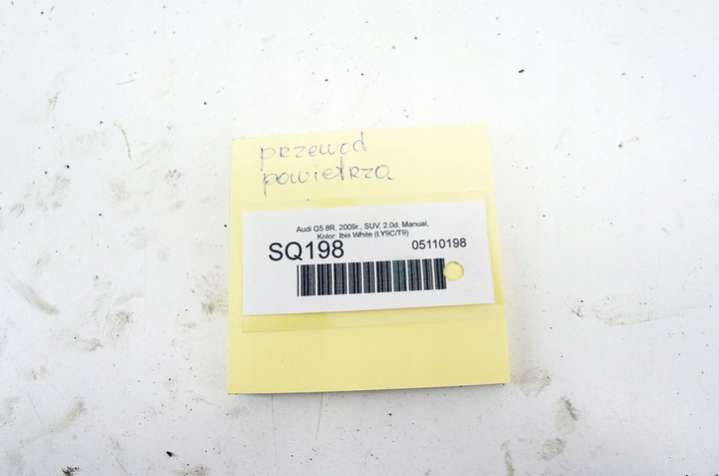 przewód
powietrza
Audi Q5 8R, 2009r., SUV, 2.0d, Manual,
Kolor: Ibis White (LY9C/T9)
SQ198
05110198